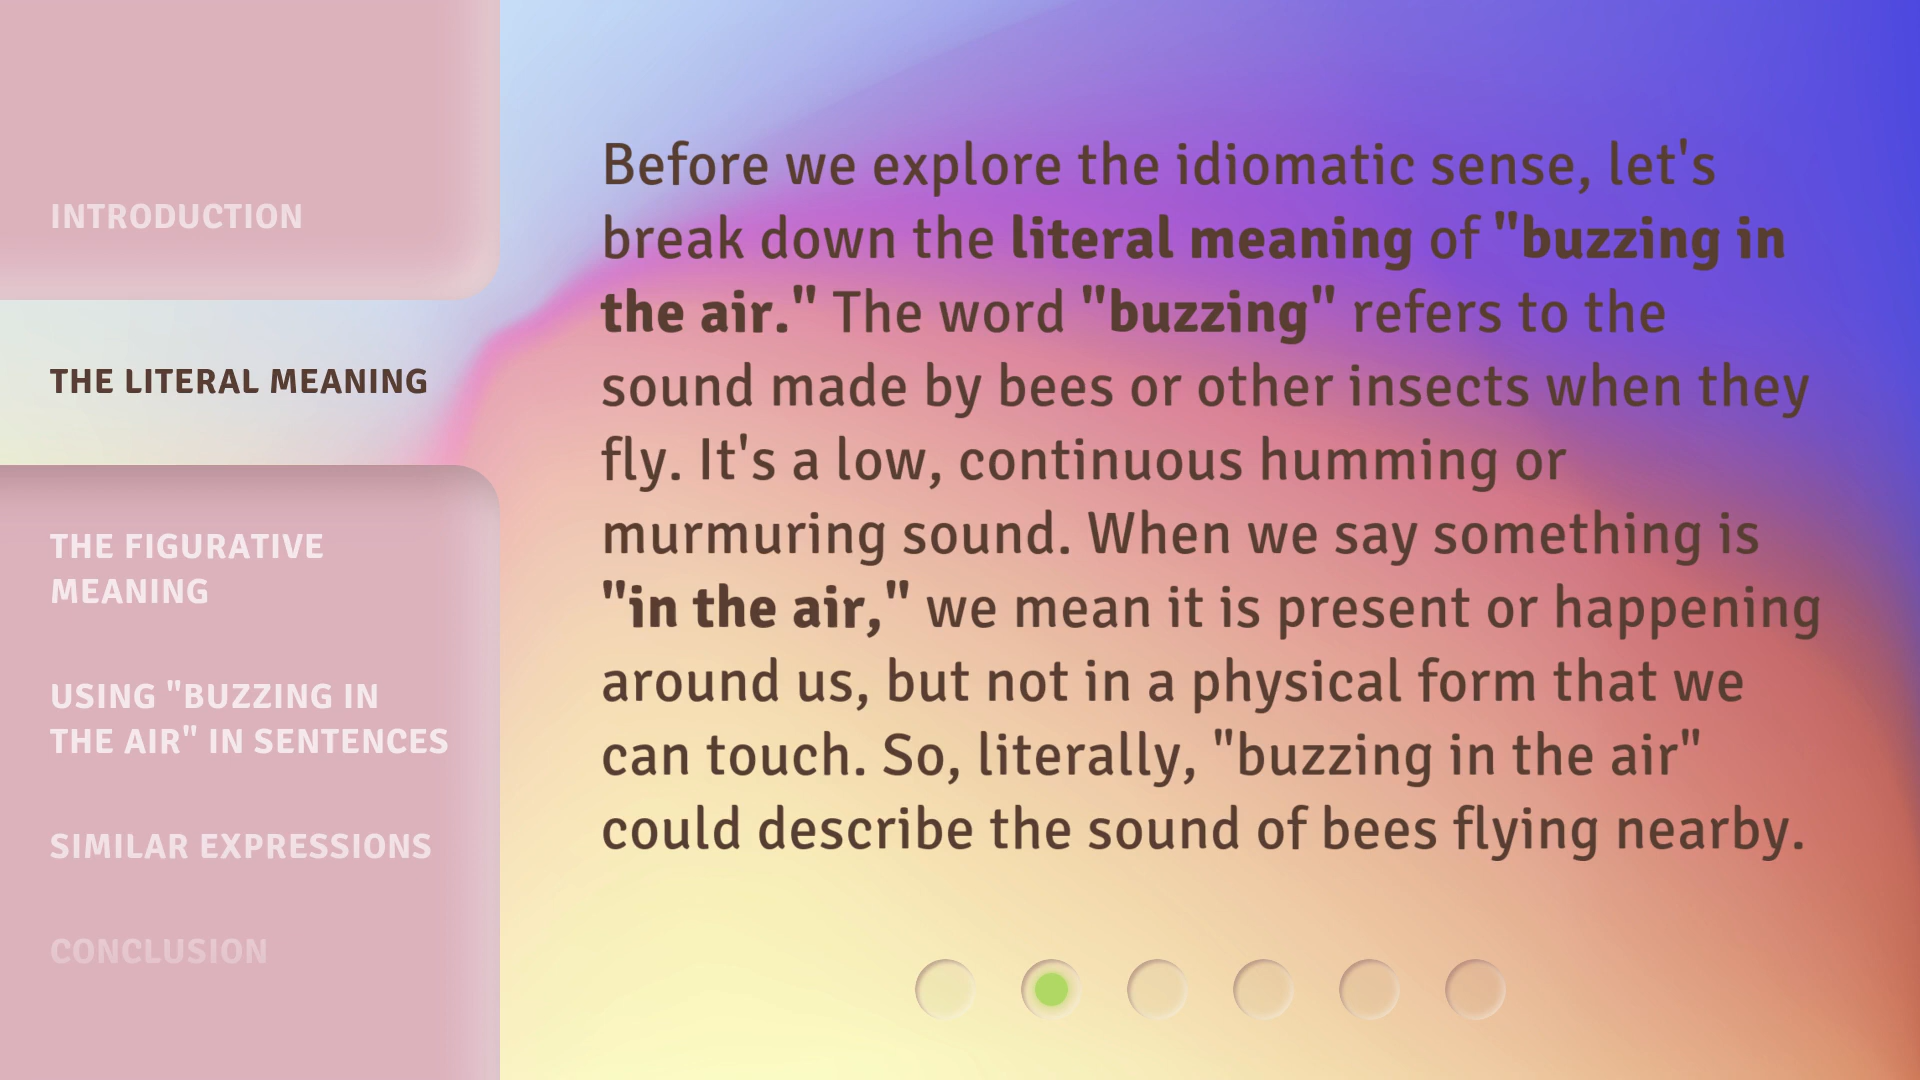 INTRODUCTION
THE LITERAL MEANING
THE FIGURATIVE
MEANING
USING "BUZZING IN
THE AIR" IN SENTENCES
SIMILAR EXPRESSIONS
CONCLUSION
Before we explore the idiomatic sense, let's
break down the literal meaning of "buzzing in
the air." The word "buzzing" refers to the
sound made by bees or other insects when they
fly. It's a low, continuous humming or
murmuring sound. When we say something is
"in the air," we mean it is present or happening
around us, but not in a physical form that we
can touch. So, literally, "buzzing in the air"
could describe the sound of bees flying nearby.